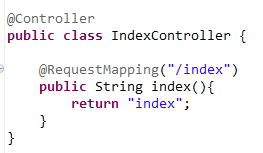 @Controller
public class IndexController {
@RequestMapping("/index")
public String index(){
return "index";
}
}